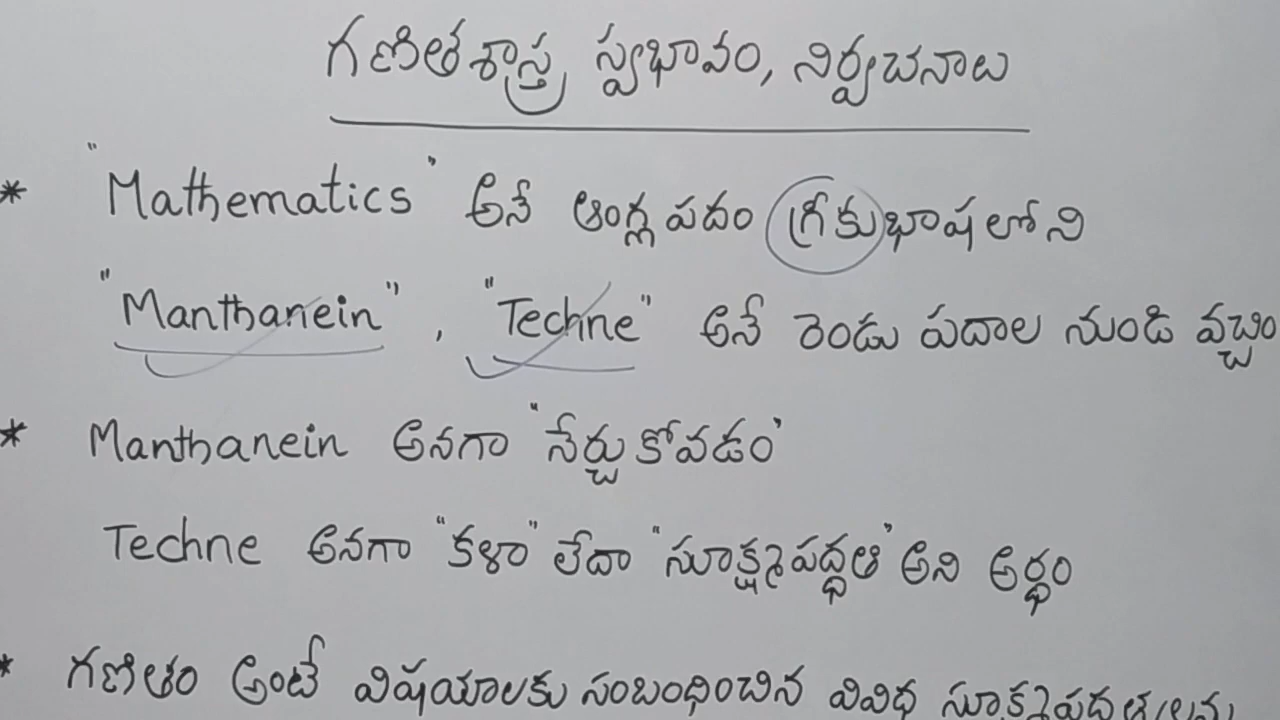 గణితశాస్త్ర స్వభావం, నిర్వచనాలు
* "Mathematics" అనే ఆంగ్ల పదం గ్రీకుభాషలోని
"Manthanein", "Techne" అనే రెండు పదాల నుండి వచ్చిం
* Manthanein అనగా "నేర్చుకోవడం"
Techne అనగా "కళా" లేదా "సూక్ష్మపద్ధతి" అని అర్థం
* గణితం అంటే విషయాలకు సంబంధించిన వివిధ సూక్ష్మపద్ధతులను